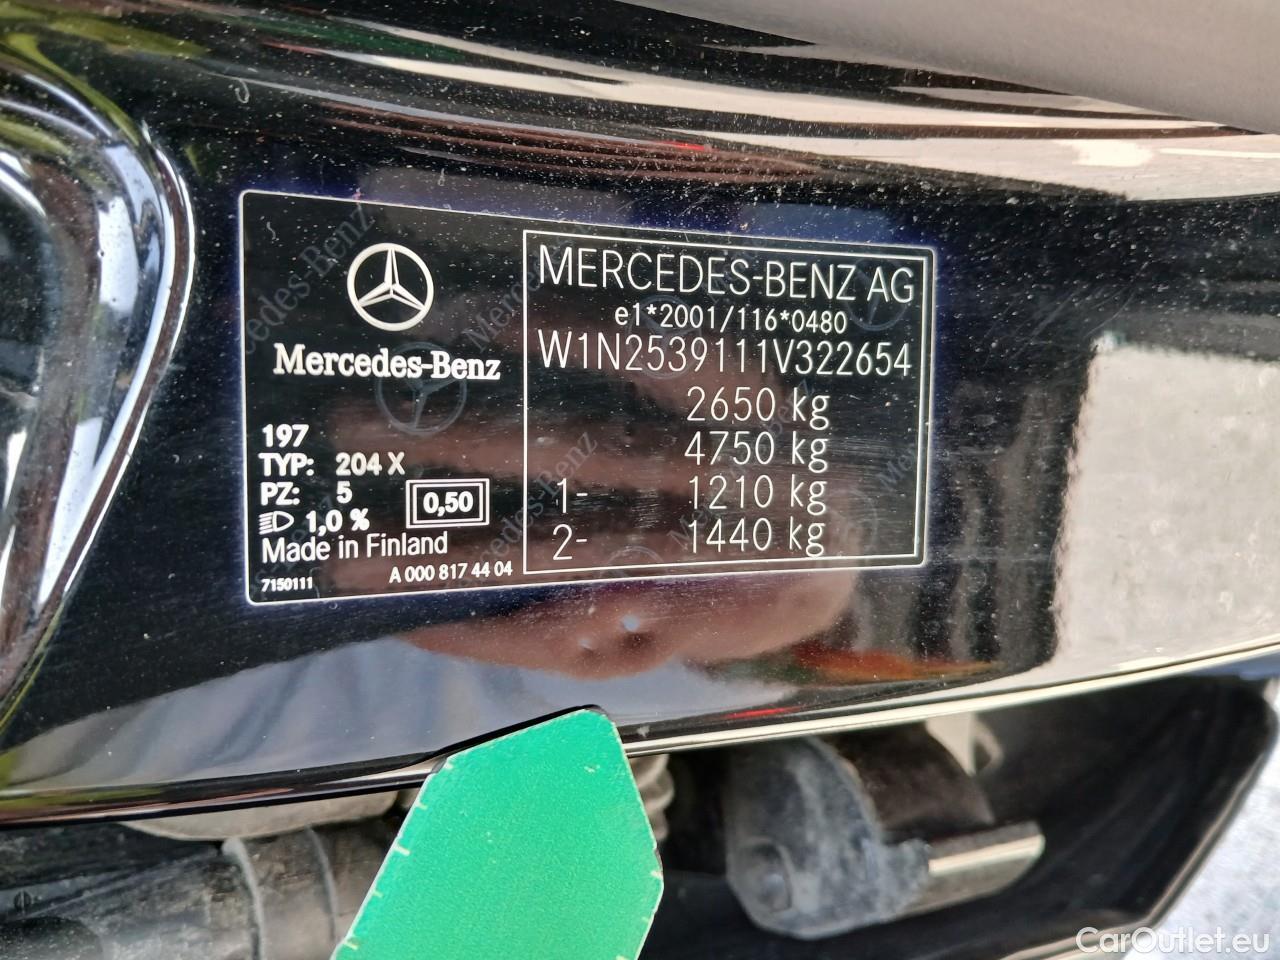 MERCEDES-BENZ AG
e1*2001/116*0480
W1N2539111V322654
2650 kg
4750 kg
1- 1210 kg
2- 1440 kg
Mercedes-Benz
197
TYP: 204 X
PZ: 5
0,50
1,0 %
Made in Finland
7150111
A 000 817 44 04
CarOutlet.eu